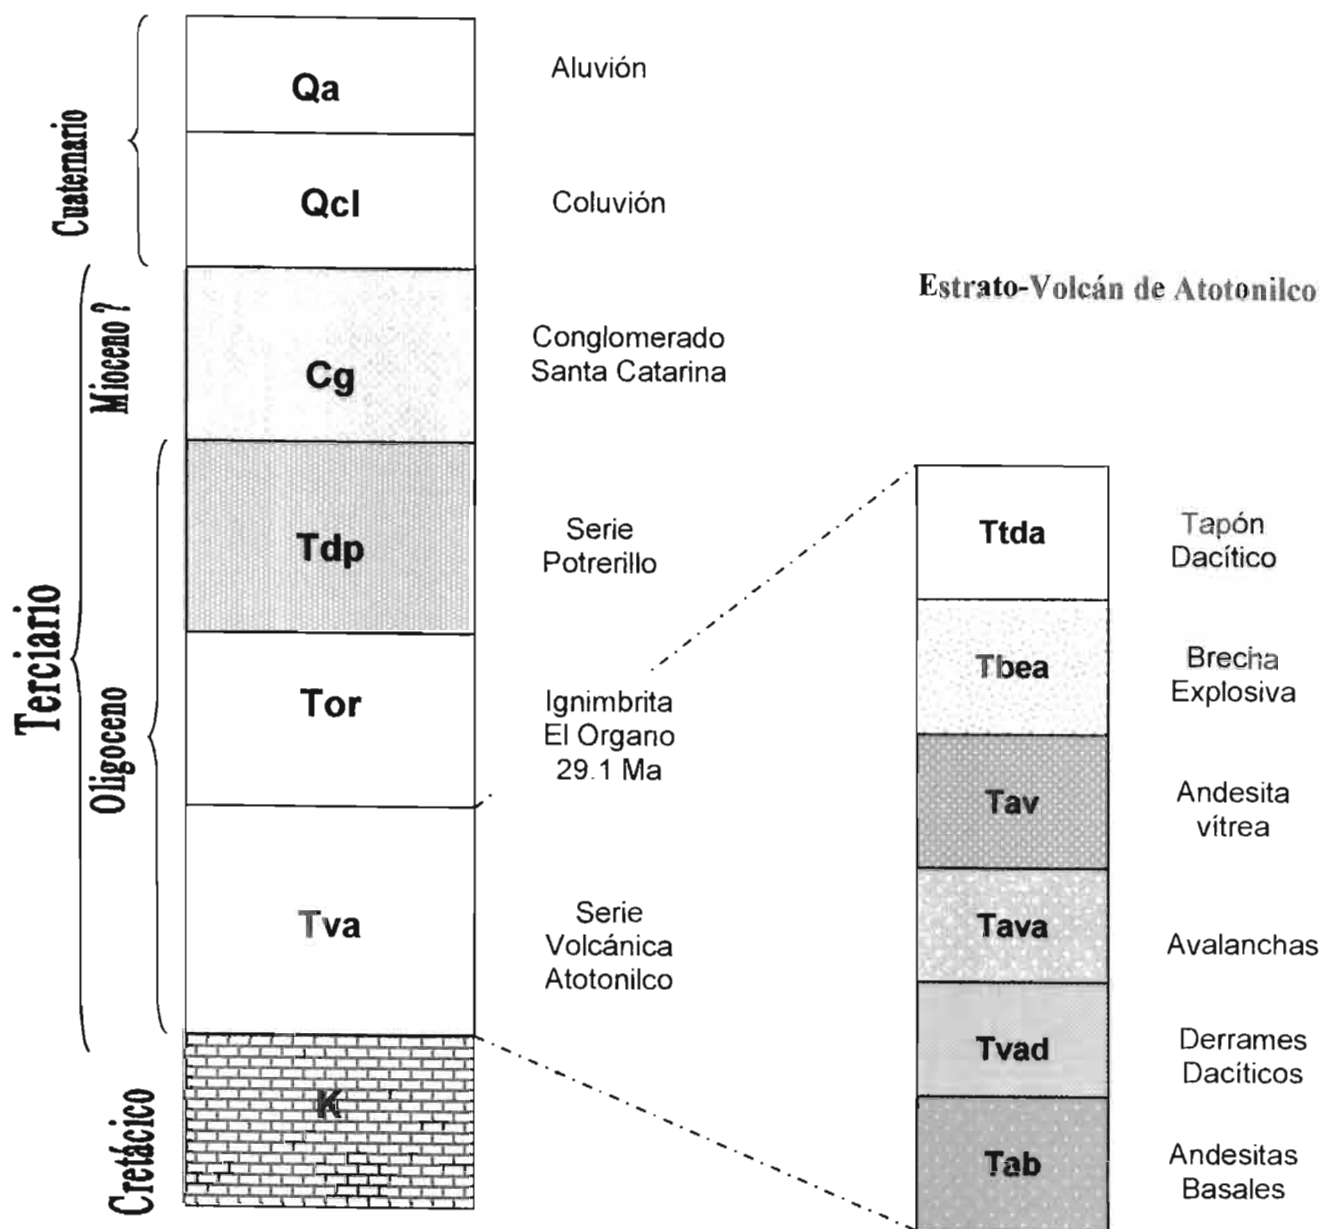 Cuaternario
Qa
Aluvión
Qcl
Coluvión
Terciario
Mioceno ?
Cg
Conglomerado
Santa Catarina
Oligoceno
Tdp
Serie
Potrerillo
Tor
Ignimbrita
El Organo
29.1 Ma
Tva
Serie
Volcánica
Atotonilco
Cretácico
K
Estrato-Volcán de Atotonilco
Ttda
Tapón
Dacítico
Tbea
Brecha
Explosiva
Tav
Andesita
vítrea
Tava
Avalanchas
Tvad
Derrames
Dacíticos
Tab
Andesitas
Basales